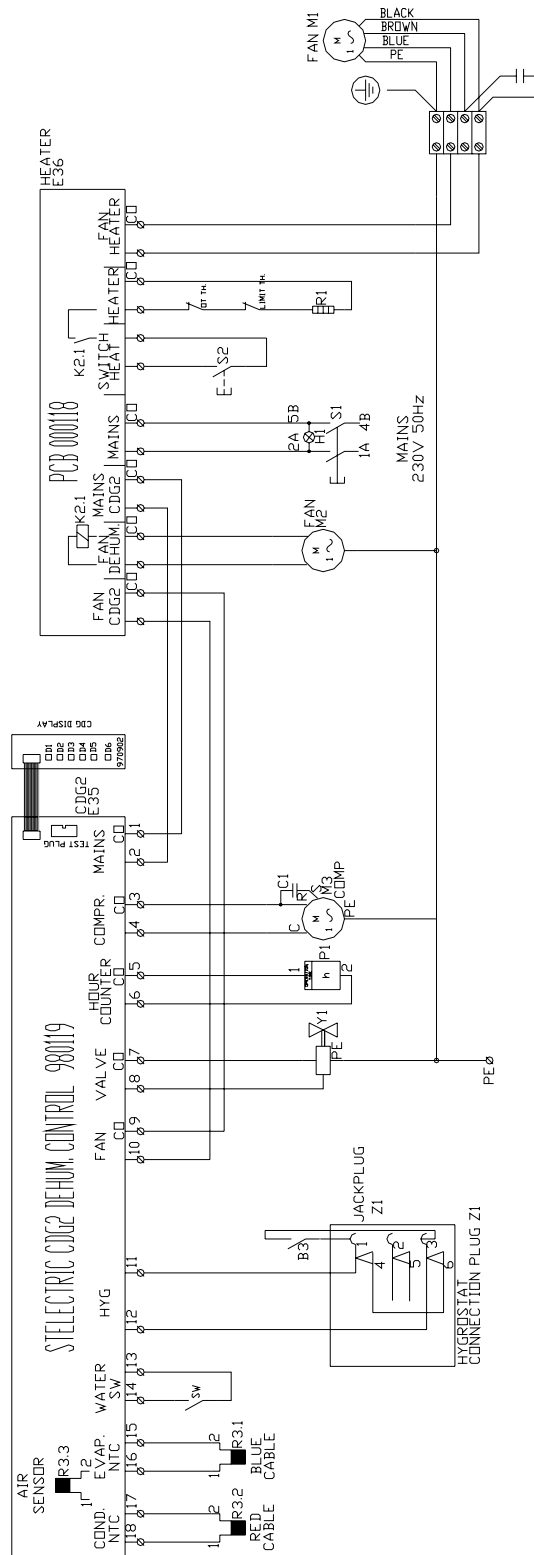 FAN M1
M
1
BLACK
BROWN
BLUE
PE
HEATER
E36
PCB 000118
FAN
HEATER
C
HEATER
C
SWITCH
HEAT
K2.1
MAINS
C
MAINS
CDG2
C
K2.1
FAN
DEHUM.
C
FAN
CDG2
C
OT TH.
LIMIT TH.
R1
S2
E
2A
5B
H1
S1
1A
4B
MAINS
230V 50Hz
FAN
M2
M
1
CDG DISPLAY
D1
D2
D3
D4
D5
D6
970902
CDG2
E35
TEST PLUG
STELECTRIC CDG2 DEHUM. CONTROL 980119
MAINS
C
1
2
COMPR.
C
3
4
HOUR
COUNTER
C
5
6
VALVE
C
7
8
FAN
C
9
10
HYG
11
12
WATER
SW
13
14
EVAP.
NTC
15
16
COND.
NTC
17
18
AIR
SENSOR
R3.3
1
2
C1
R
C
M
1
M3
COMP
PE
P1
1
2
h
Y1
PE
PE
JACKPLUG
Z1
B3
1
2
3
4
5
6
HYGROSTAT
CONNECTION PLUG Z1
SW
1
2
R3.1
BLUE
CABLE
1
2
R3.2
RED
CABLE